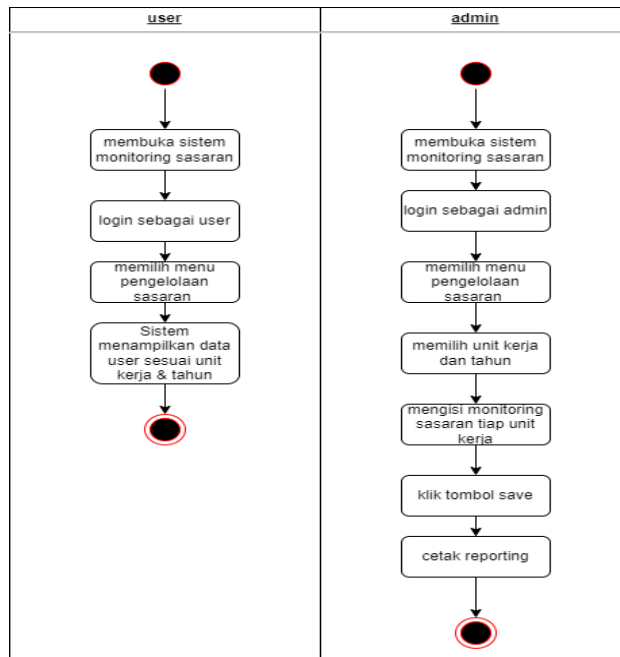 user
admin
membuka sistem
monitoring sasaran
login sebagai user
memilih menu
pengelolaan
sasaran
Sistem
menampilkan data
user sesuai unit
kerja & tahun
membuka sistem
monitoring sasaran
login sebagai admin
memilih menu
pengelolaan
sasaran
memilih unit kerja
dan tahun
mengisi monitoring
sasaran tiap unit
kerja
klik tombol save
cetak reporting